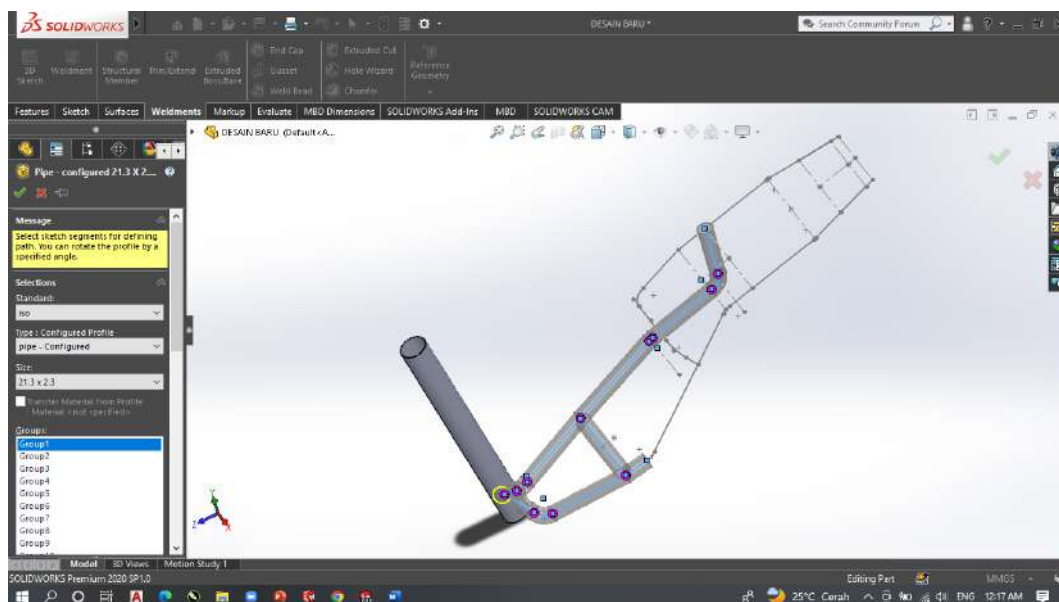 SOLIDWORKS
DESAIN BARU *
Search Community Forum
3D Sketch
Weldment
Structural Member
Trim/Extend
Extruded Boss/Base
End Cap
Gusset
Weld Bead
Extruded Cut
Hole Wizard
Chamfer
Reference Geometry
Features Sketch Surfaces Weldments Markup Evaluate MBD Dimensions SOLIDWORKS Add-Ins MBD SOLIDWORKS CAM
DESAIN BARU (Default<A...
Pipe - configured 21.3 X 2....
Message
Select sketch segments for defining
path. You can rotate the profile by a
specified angle.
Selections
Standard:
iso
Type : Configured Profile
pipe - Configured
Size:
21.3 x 2.3
Transfer Material from Profile
Material <not specified>
Groups:
Group1
Group2
Group3
Group4
Group5
Group6
Group7
Group8
Group9
Y
Z
X
Model 3D Views Motion Study 1
SOLIDWORKS Premium 2020 SP1.0
Editing Part
MMGS
25°C Cerah
ENG
12:17 AM